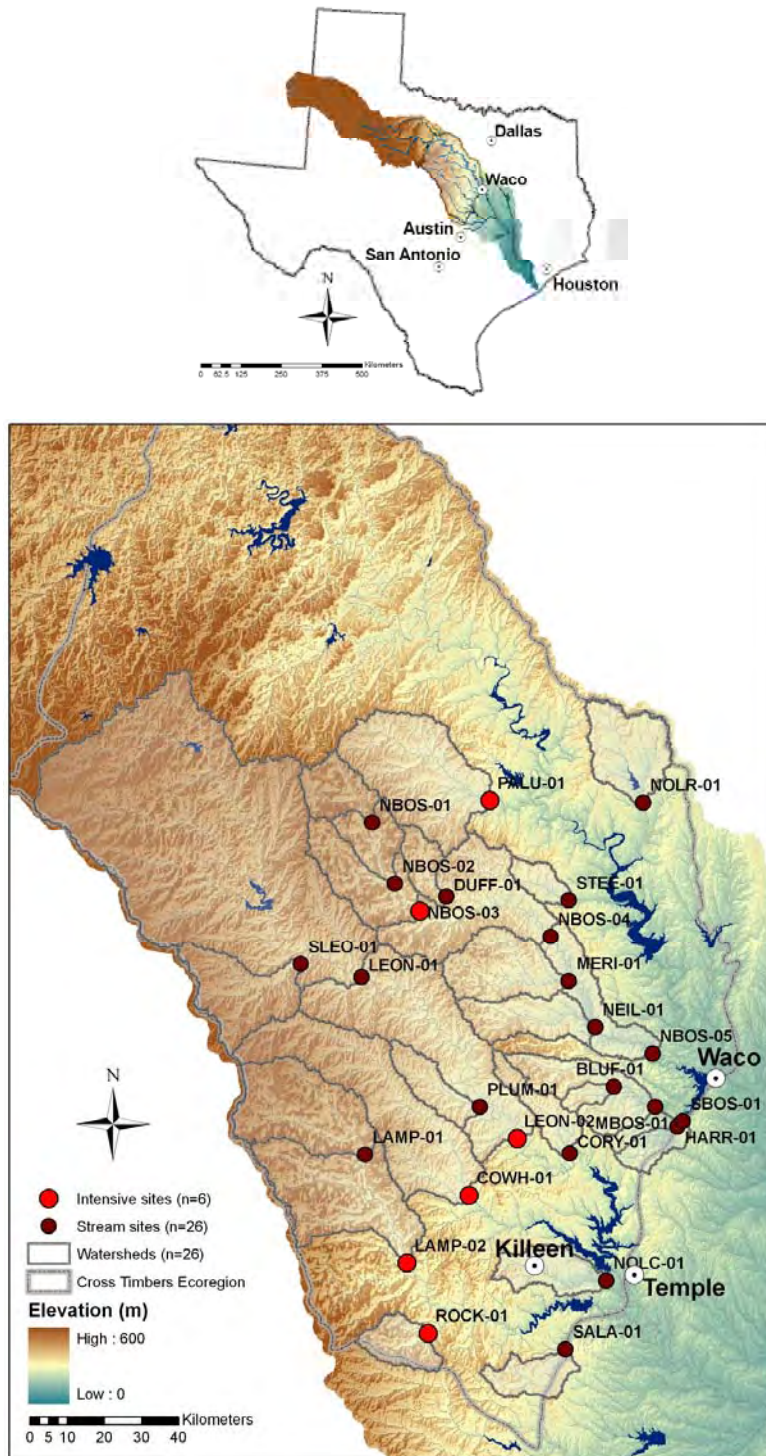 Dallas
Waco
Austin
San Antonio
Houston
N
Kilometers
0 62.5 125 250 375 500
PALU-01
NOLR-01
NBOS-01
NBOS-02
DUFF-01
STEE-01
NBOS-03
NBOS-04
SLEO-01
LEON-01
MERI-01
NEIL-01
NBOS-05
Waco
BLUF-01
PLUM-01
SBOS-01
LEON-02
MBOS-01
HARR-01
CORY-01
LAMP-01
COWH-01
LAMP-02
Killeen
NOLC-01
Temple
ROCK-01
SALA-01
N
Intensive sites (n=6)
Stream sites (n=26)
Watersheds (n=26)
Cross Timbers Ecoregion
Elevation (m)
High : 600
Low : 0
Kilometers
0 5 10 20 30 40